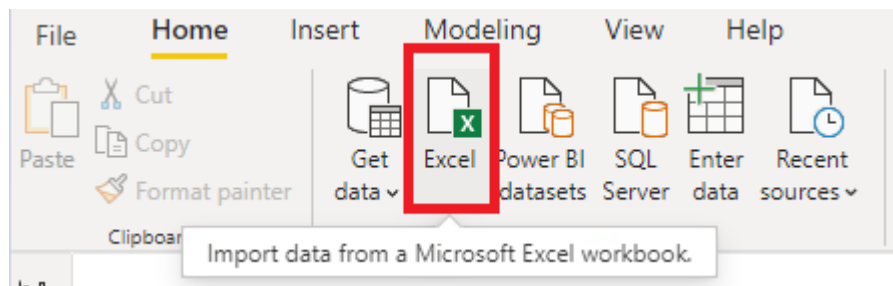 File Home Insert Modeling View Help
Cut
Copy
Format painter
Paste
Get data
Excel
Power BI datasets
SQL Server
Enter data
Recent sources
X
Import data from a Microsoft Excel workbook.